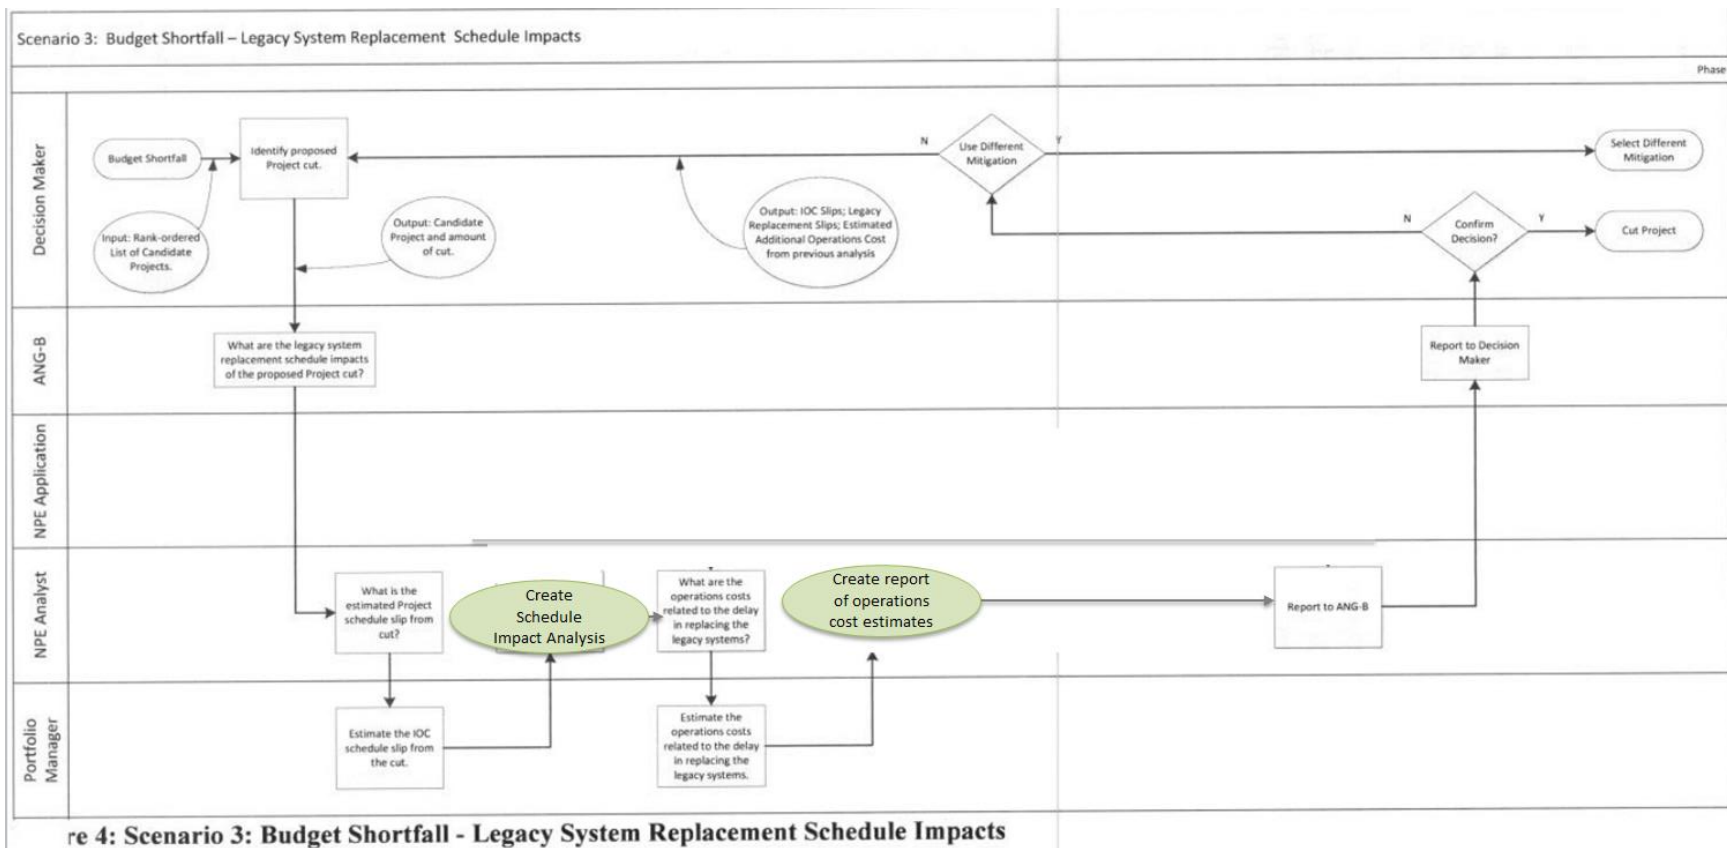 Scenario 3:  Budget Shortfall – Legacy System Replacement  Schedule Impacts
Phase
Decision Maker
Budget Shortfall
Identify proposed
Project cut.
Input: Rank-ordered
List of Candidate
Projects.
Output: Candidate
Project and amount
of cut.
Output: IOC Slips; Legacy
Replacement Slips; Estimated
Additional Operations Cost
from previous analysis
N
Use Different
Mitigation
Y
Select Different
Mitigation
N
Confirm
Decision?
Y
Cut Project
ANG-B
What are the legacy system
replacement schedule impacts
of the proposed Project cut?
Report to Decision
Maker
NPE Application
NPE Analyst
What is the
estimated Project
schedule slip from
cut?
Create
Schedule
Impact Analysis
What are the
operations costs
related to the delay
in replacing the
legacy systems?
Create report
of operations
cost estimates
Report to ANG-B
Portfolio
Manager
Estimate the IOC
schedule slip from
the cut.
Estimate the
operations costs
related to the delay
in replacing the
legacy systems.
re 4: Scenario 3: Budget Shortfall - Legacy System Replacement Schedule Impacts